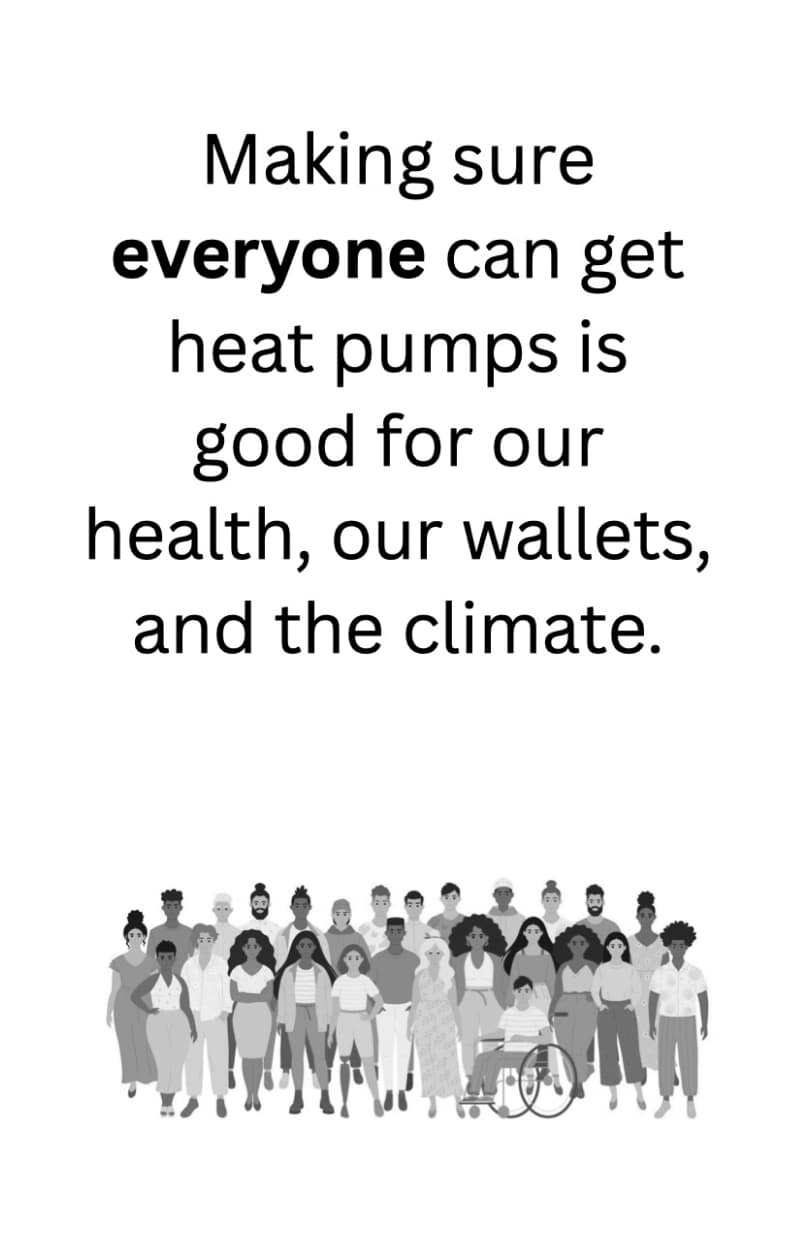 Making sure
everyone can get
heat pumps is
good for our
health, our wallets,
and the climate.